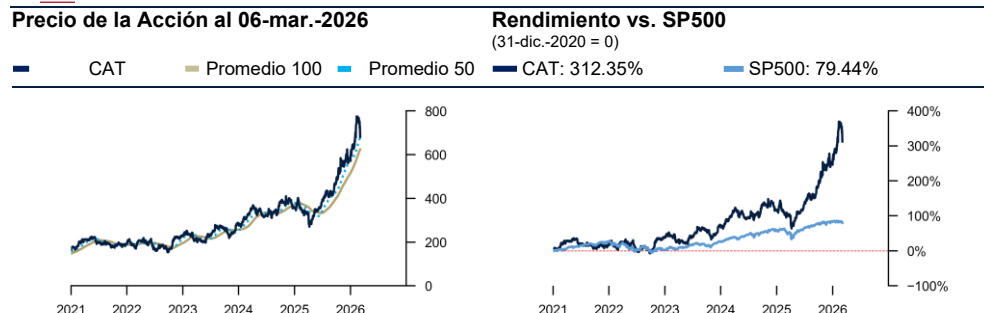 Precio de la Acción al 06-mar.-2026
CAT Promedio 100 Promedio 50
800
600
400
200
0
2021 2022 2023 2024 2025 2026
Rendimiento vs. SP500
(31-dic.-2020 = 0)
CAT: 312.35% SP500: 79.44%
400%
300%
200%
100%
0%
−100%
2021 2022 2023 2024 2025 2026